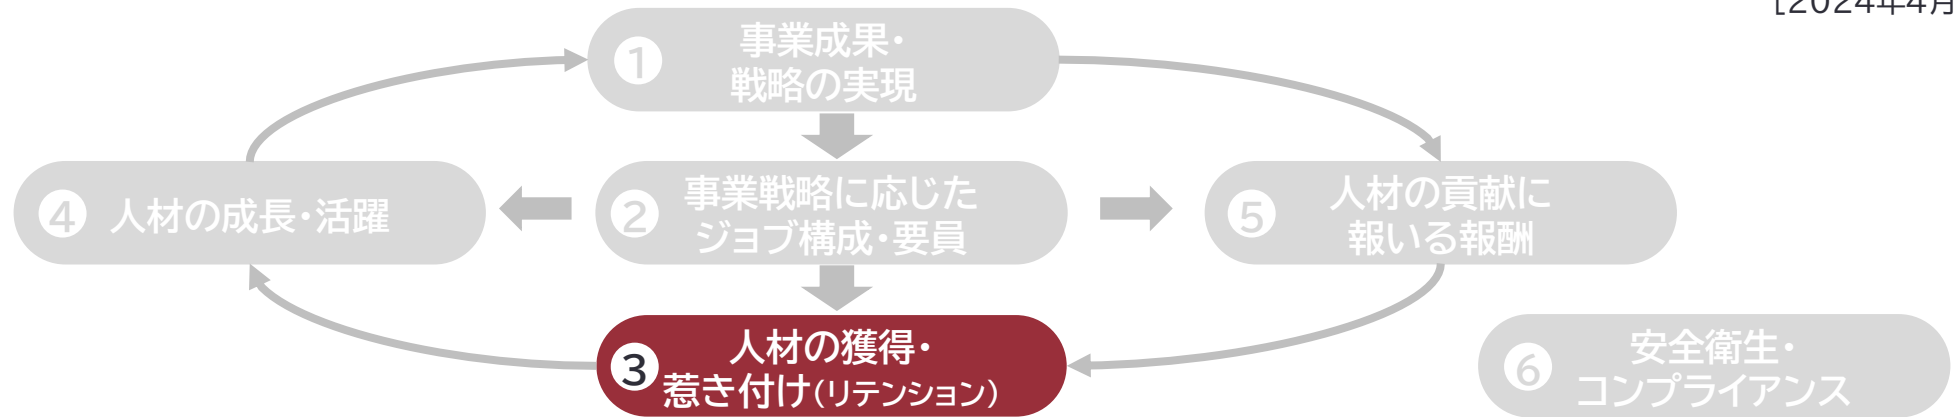 [2024年4月
1 事業成果・
戦略の実現
4 人材の成長・活躍
2 事業戦略に応じた
ジョブ構成・要員
5 人材の貢献に
報いる報酬
3 人材の獲得・
惹き付け(リテンション)
6 安全衛生・
コンプライアンス